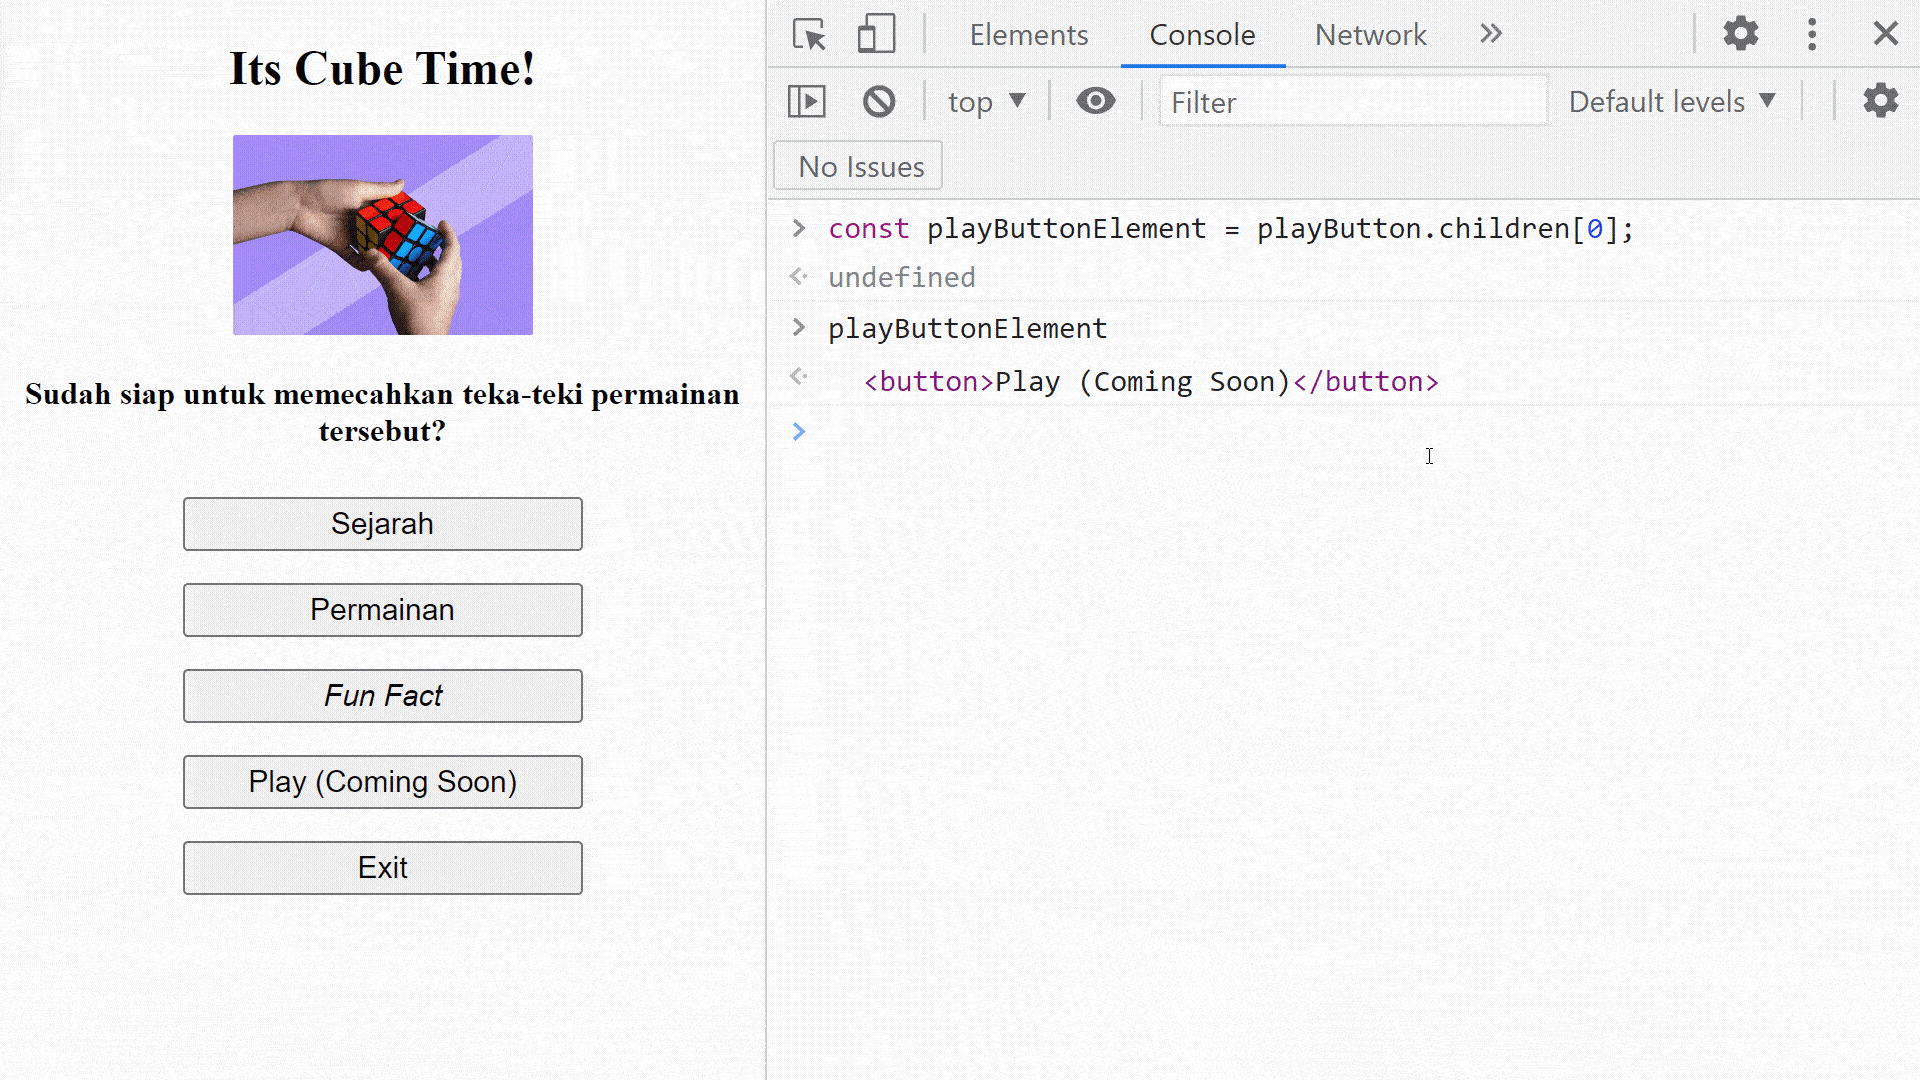 Its Cube Time!
Sudah siap untuk memecahkan teka-teki permainan
tersebut?
Sejarah
Permainan
Fun Fact
Play (Coming Soon)
Exit
Elements Console Network
top Filter Default levels
No Issues
const playButtonElement = playButton.children[0];
undefined
playButtonElement
<button>Play (Coming Soon)</button>